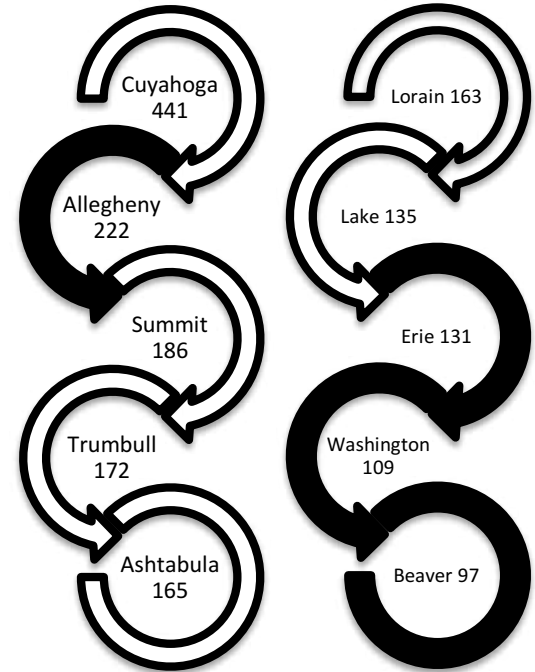 Cuyahoga
441
Allegheny
222
Summit
186
Trumbull
172
Ashtabula
165
Lorain 163
Lake 135
Erie 131
Washington
109
Beaver 97